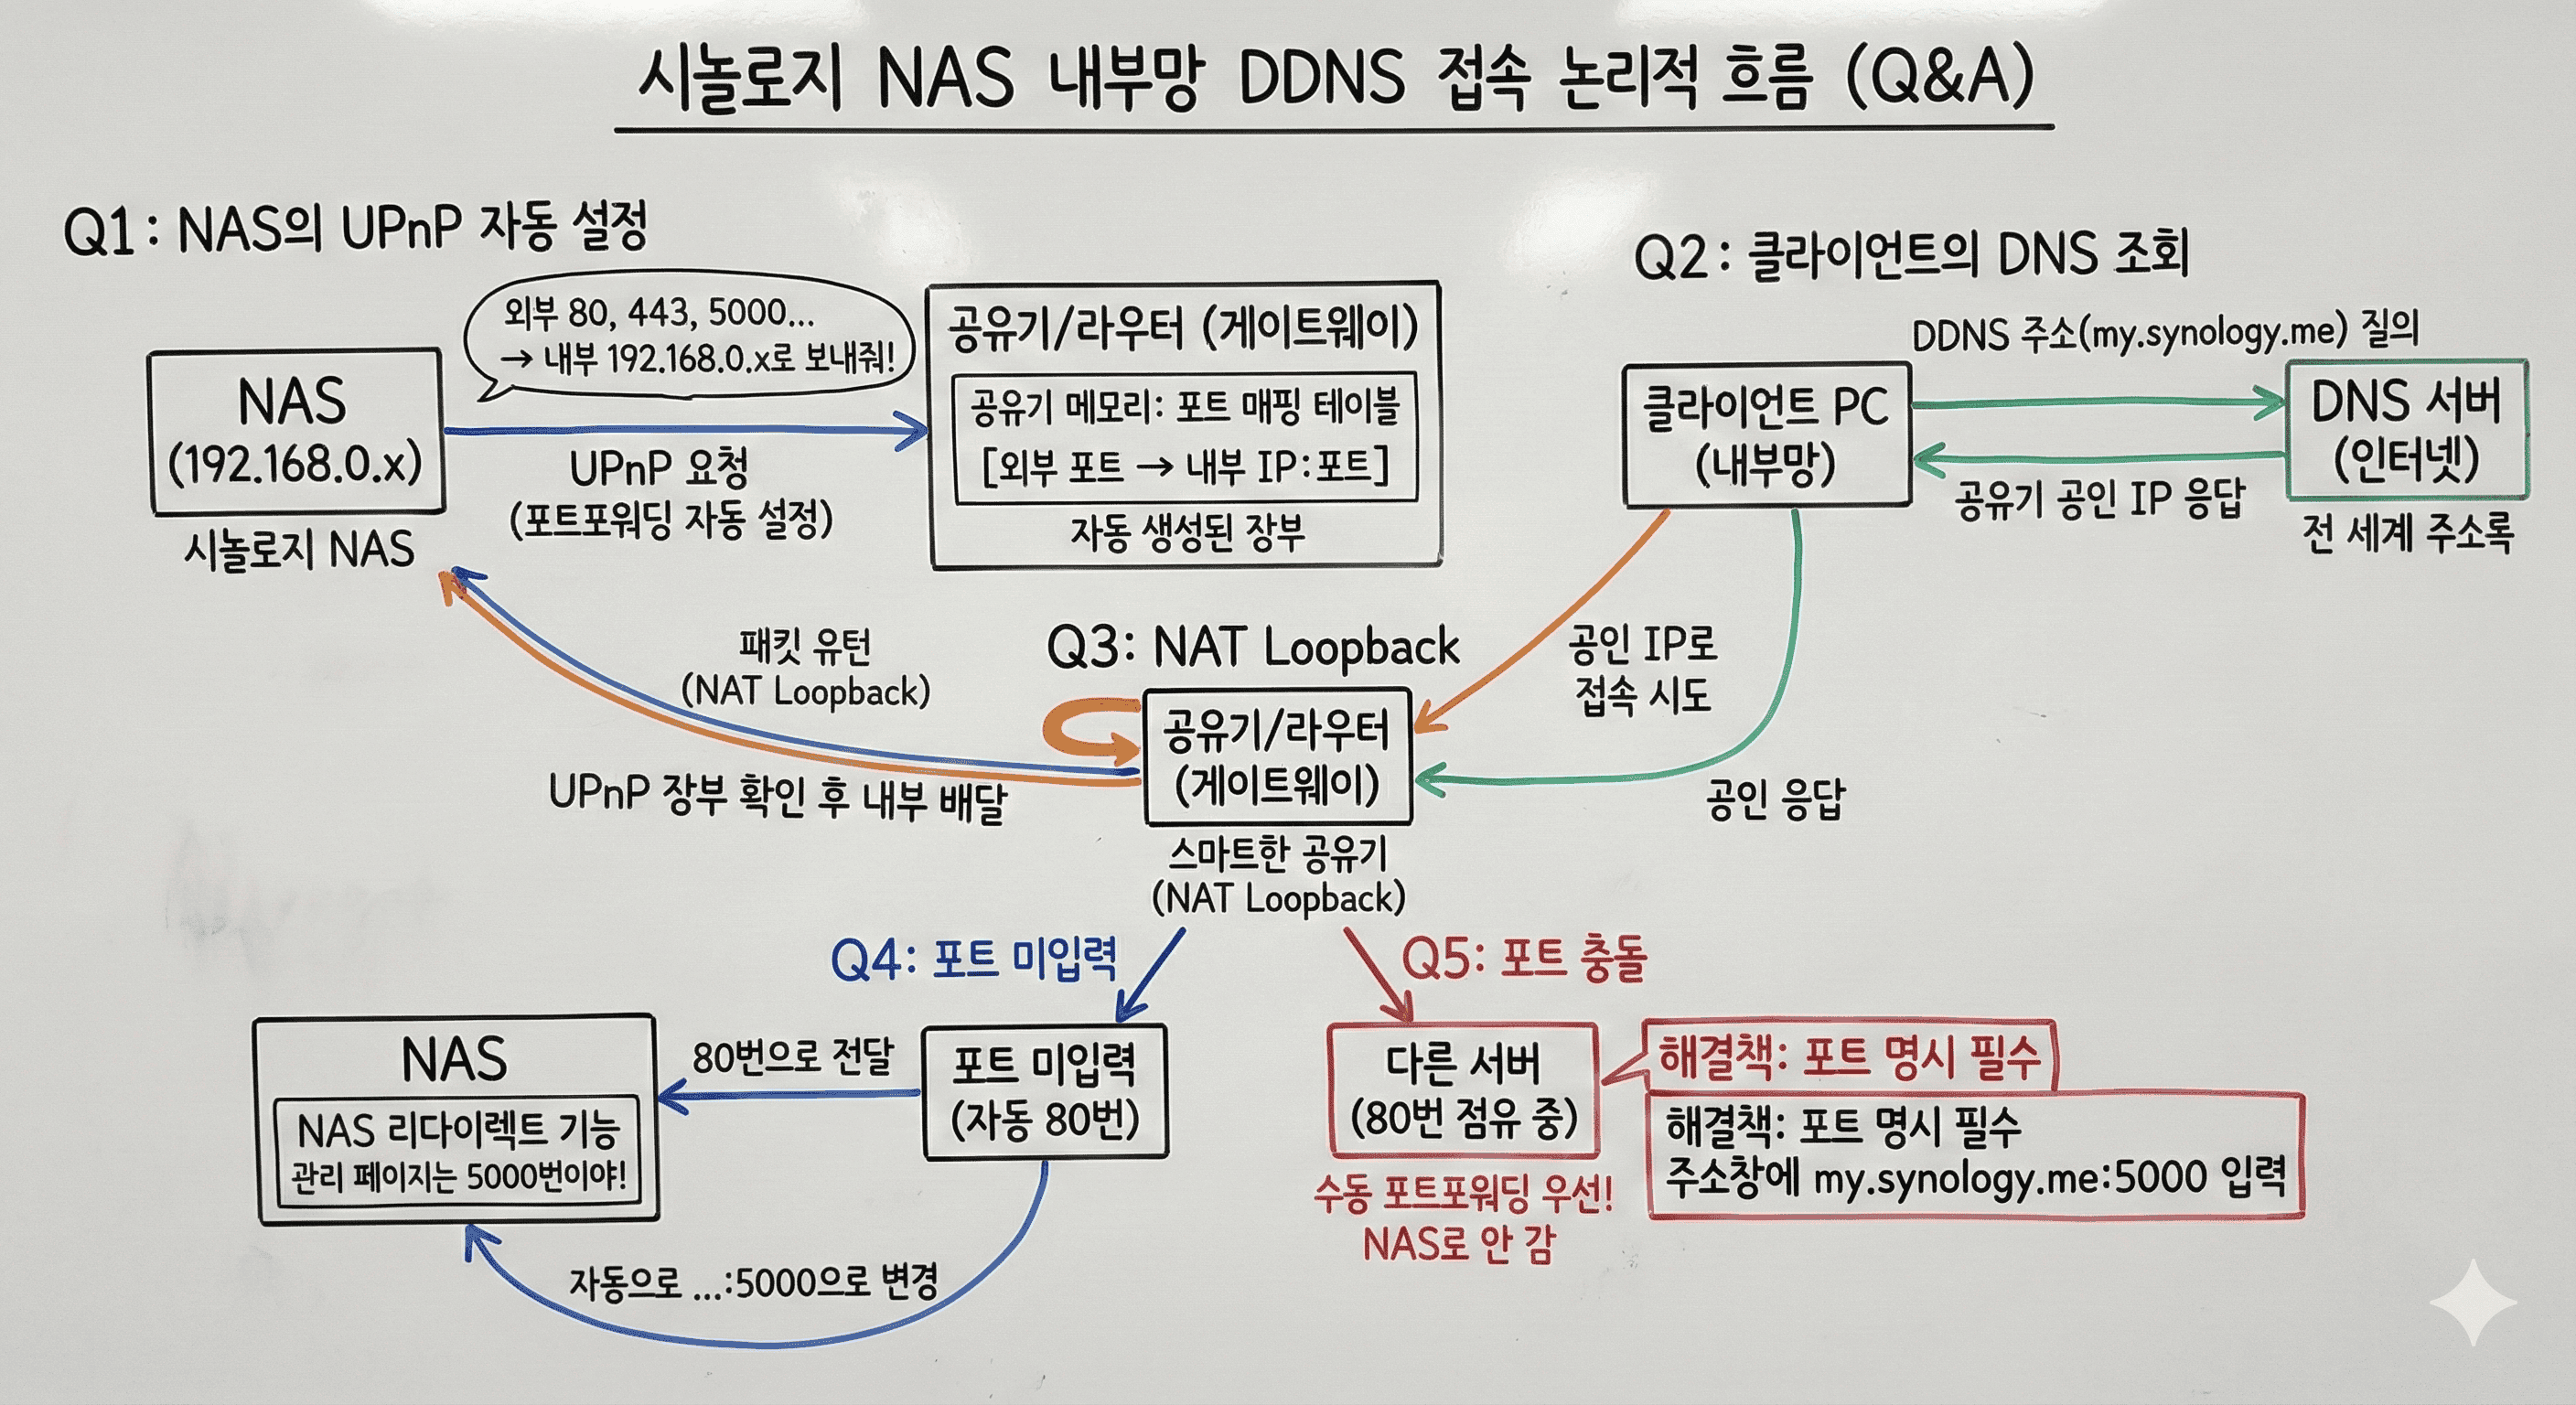 시놀로지 NAS 내부망 DDNS 접속 논리적 흐름 (Q&A)
Q1: NAS의 UPnP 자동 설정
외부 80, 443, 5000...
→ 내부 192.168.0.x로 보내줘!
NAS
(192.168.0.x)
시놀로지 NAS
UPnP 요청
(포트포워딩 자동 설정)
공유기/라우터 (게이트웨이)
공유기 메모리: 포트 매핑 테이블
[외부 포트 → 내부 IP:포트]
자동 생성된 장부
Q2: 클라이언트의 DNS 조회
DDNS 주소(my.synology.me) 질의
클라이언트 PC
(내부망)
DNS 서버
(인터넷)
공유기 공인 IP 응답
전 세계 주소록
패킷 유턴
(NAT Loopback)
UPnP 장부 확인 후 내부 배달
Q3: NAT Loopback
공유기/라우터
(게이트웨이)
스마트한 공유기
(NAT Loopback)
공인 IP로
접속 시도
공인 응답
Q4: 포트 미입력
NAS
NAS 리다이렉트 기능
관리 페이지는 5000번이야!
80번으로 전달
포트 미입력
(자동 80번)
자동으로 ...:5000으로 변경
Q5: 포트 충돌
다른 서버
(80번 점유 중)
수동 포트포워딩 우선!
NAS로 안 감
해결책: 포트 명시 필수
해결책: 포트 명시 필수
주소창에 my.synology.me:5000 입력